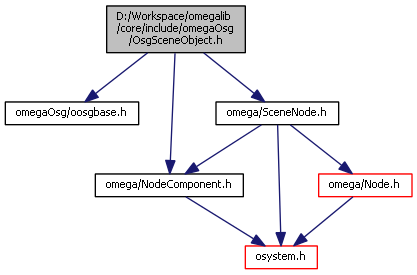 D:/Workspace/omegalib
/core/include/omegaOsg
/OsgSceneObject.h
omegaOsg/oosgbase.h
omega/SceneNode.h
omega/NodeComponent.h
omega/Node.h
osystem.h